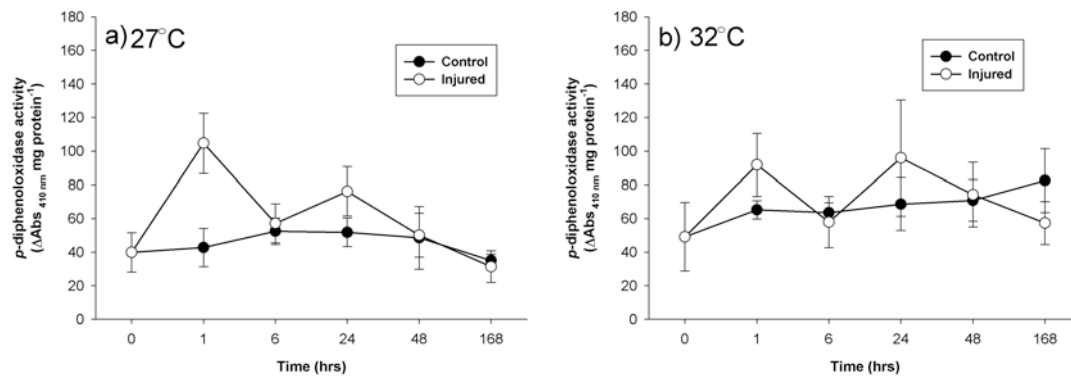 a) 27°C
Control
Injured
p-diphenoloxidase activity
(ΔAbs 410 nm mg protein-1)
180
160
140
120
100
80
60
40
20
0
0 1 6 24 48 168
Time (hrs)
b) 32°C
Control
Injured
p-diphenoloxidase activity
(ΔAbs 410 nm mg protein-1)
180
160
140
120
100
80
60
40
20
0
0 1 6 24 48 168
Time (hrs)